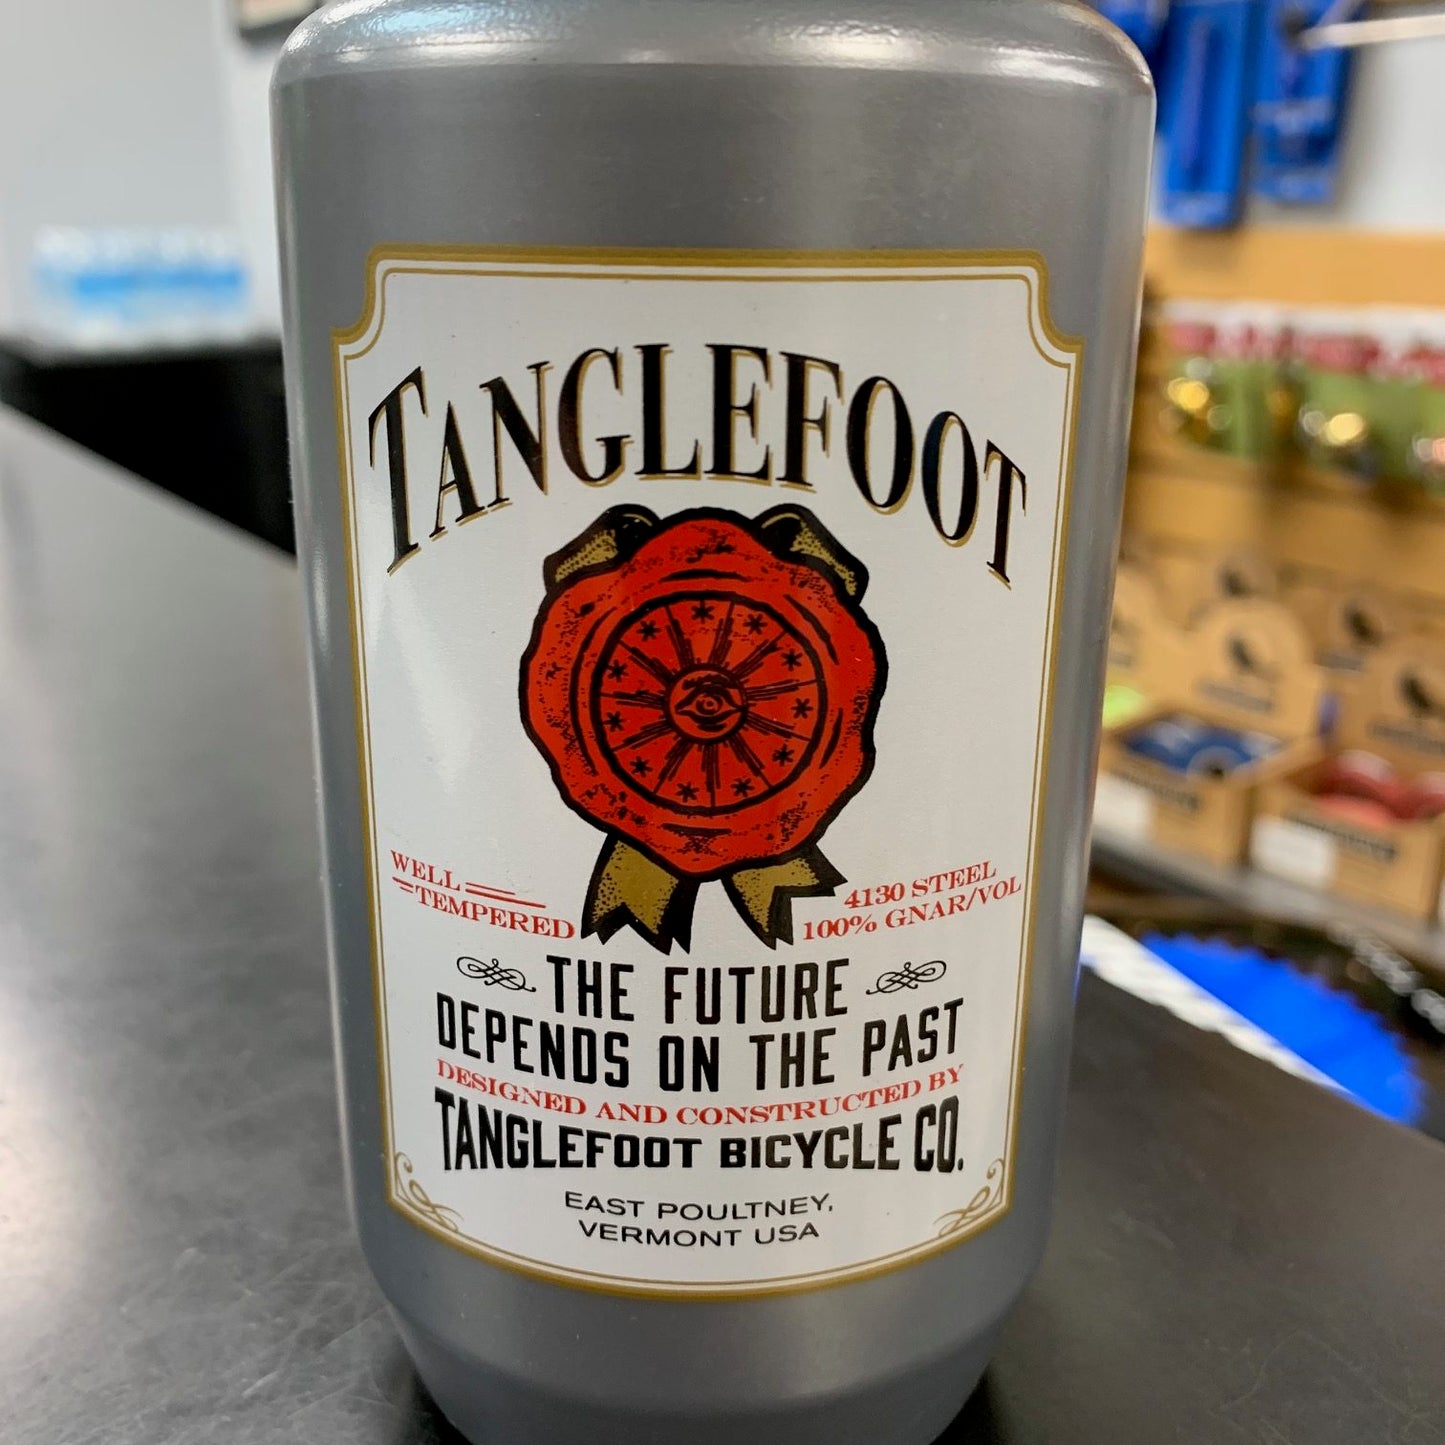 TANGLEFOOT
WELL
TEMPERED
4130 STEEL
100% GNAR/VOL
THE FUTURE
DEPENDS ON THE PAST
DESIGNED AND CONSTRUCTED BY
TANGLEFOOT BICYCLE CO.
EAST POULTNEY,
VERMONT USA